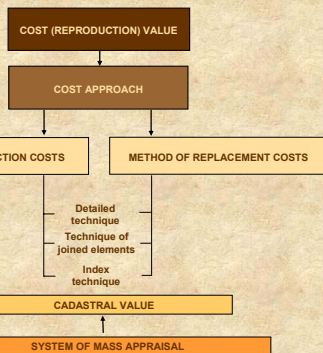 COST (REPRODUCTION) VALUE
COST APPROACH
CTION COSTS
METHOD OF REPLACEMENT COSTS
Detailed
technique
Technique of
joined elements
Index
technique
CADASTRAL VALUE
SYSTEM OF MASS APPRAISAL